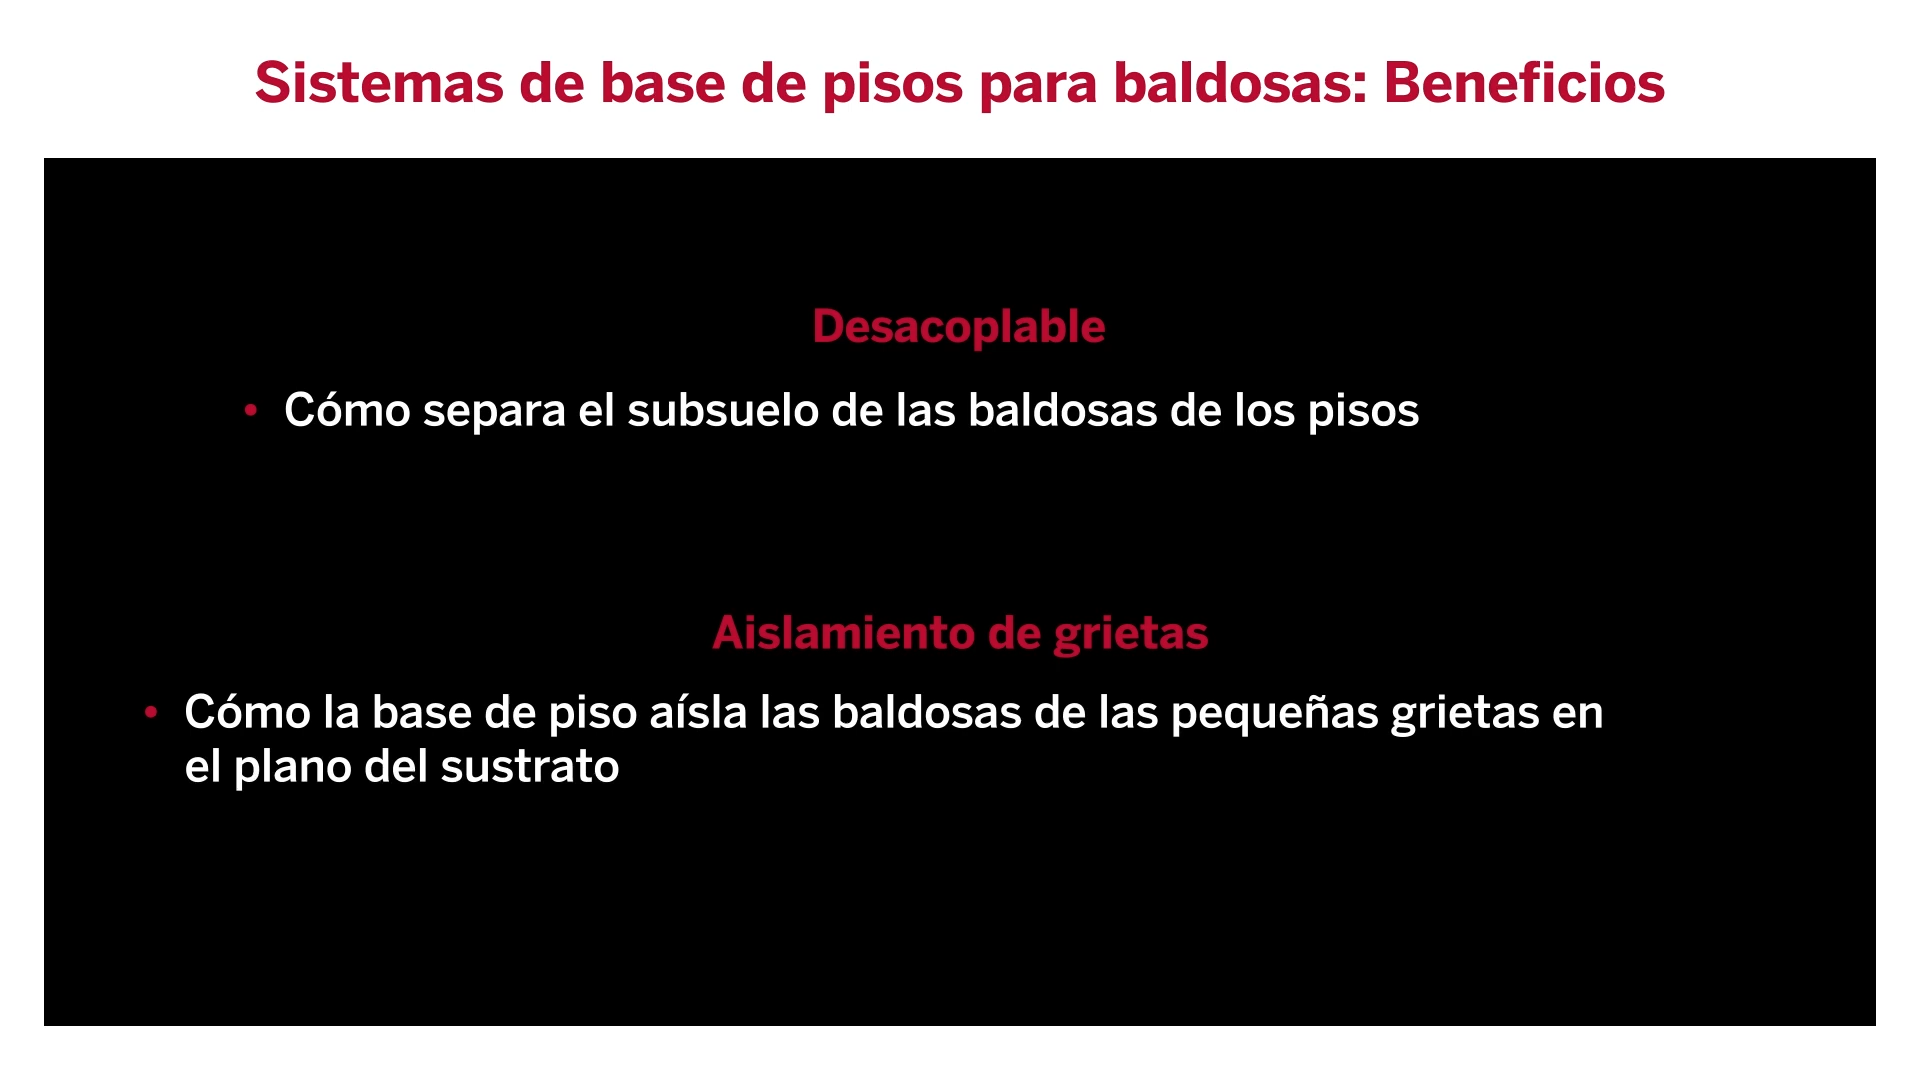 Sistemas de base de pisos para baldosas: Beneficios
Desacoplable
• Cómo separa el subsuelo de las baldosas de los pisos
Aislamiento de grietas
• Cómo la base de piso aísla las baldosas de las pequeñas grietas en
el plano del sustrato